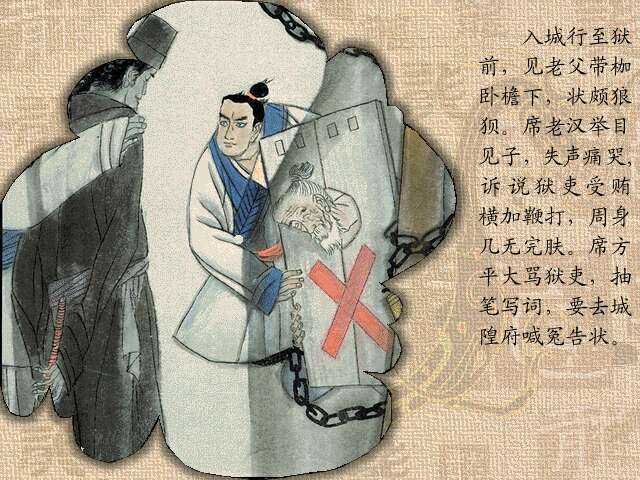 入城行至狱
前，见老父带枷
卧檐下，状颇狼
狈。席老汉举目
见子，失声痛哭，
诉说狱吏受贿
横加鞭打，周身
几无完肤。席方
平大骂狱吏，抽
笔写词，要去城
隍府喊冤告状。